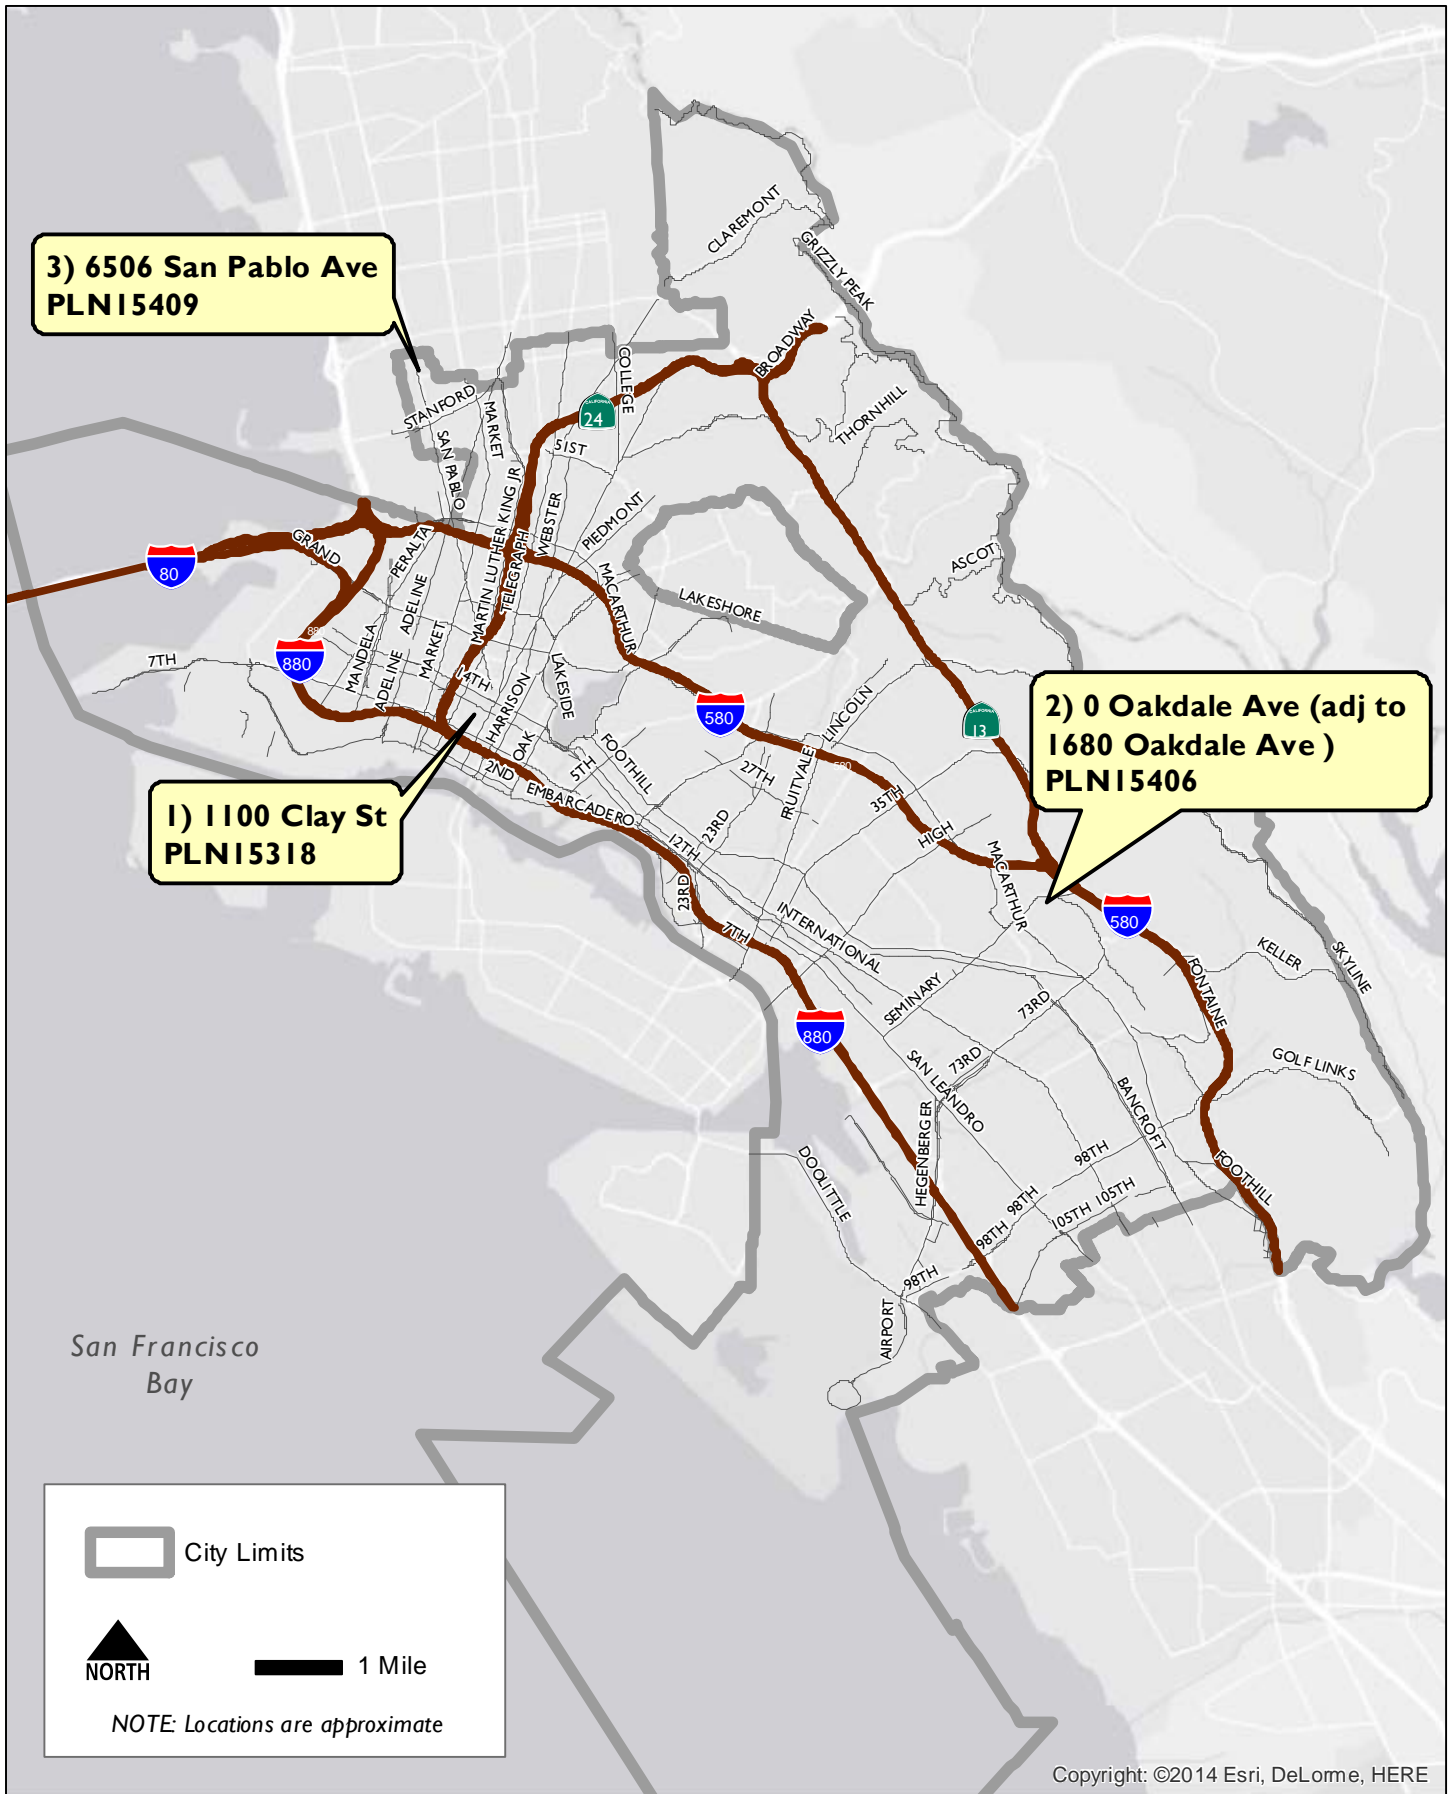 CLAREMONT
GRIZZLY PEAK
3) 6506 San Pablo Ave
PLN15409
BROADWAY
COLLEGE
STANFORD
MARKET
CALIFORNIA
24
THORNHILL
51ST
SAN PABLO
MARTIN LUTHER KING JR
WEBSTER
PIEDMONT
GRAND
PERALTA
TELEGRAPH
80
ASCOT
MACARTHUR
ADELINE
LAKESHORE
MANDELA
MARKET
880
880
7TH
ADELINE
14TH
LAKESIDE
HARRISON
OAK
580
LINCOLN
CALIFORNIA
13
2) 0 Oakdale Ave (adj to
1680 Oakdale Ave )
PLN15406
FOOTHILL
5TH
2ND
27TH
FRUITVALE
580
35TH
EMBARCADERO
1) 1100 Clay St
PLN15318
12TH
23RD
HIGH
MACARTHUR
23RD
7TH
INTERNATIONAL
580
KELLER
SKYLINE
FONTAINE
SEMINARY
73RD
880
73RD
SAN LEANDRO
GOLF LINKS
BANCROFT
HEGENBERGER
DOOLITTLE
98TH
FOOTHILL
98TH
105TH
105TH
98TH
98TH
AIRPORT
San Francisco
Bay
City Limits
NORTH
1 Mile
NOTE: Locations are approximate
Copyright: ©2014 Esri, DeLorme, HERE